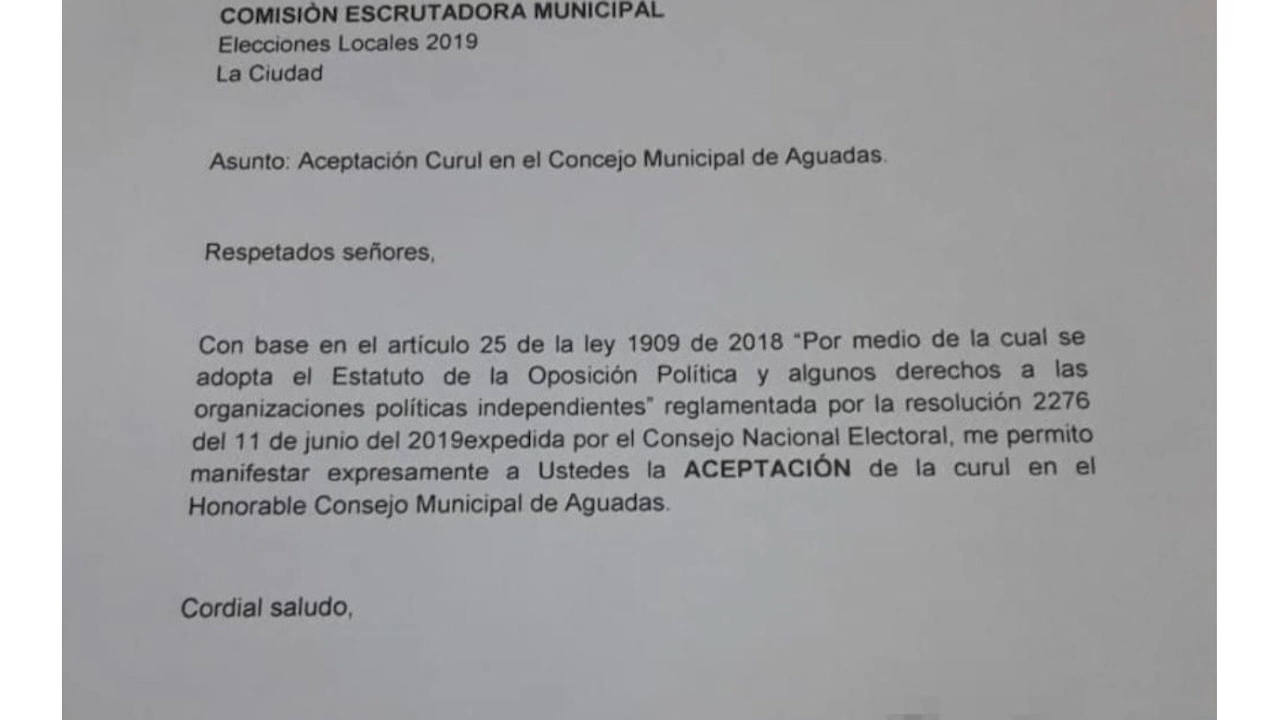 COMISIÒN ESCRUTADORA MUNICIPAL
Elecciones Locales 2019
La Ciudad
Asunto: Aceptación Curul en el Concejo Municipal de Aguadas.
Respetados señores,
Con base en el artículo 25 de la ley 1909 de 2018 “Por medio de la cual se
adopta el Estatuto de la Oposición Política y algunos derechos a las
organizaciones políticas independientes” reglamentada por la resolución 2276
del 11 de junio del 2019expedida por el Consejo Nacional Electoral, me permito
manifestar expresamente a Ustedes la ACEPTACIÓN de la curul en el
Honorable Consejo Municipal de Aguadas.
Cordial saludo,